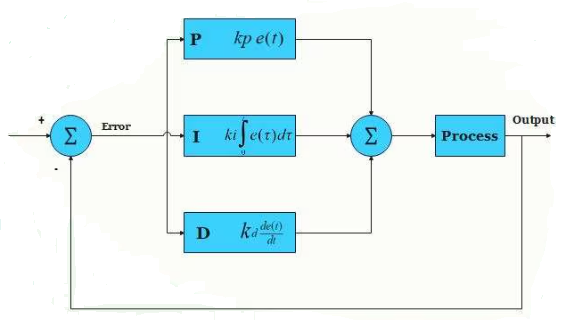 P kp e(t)
+
Error
Σ
I ki∫e(τ)dτ
0
Σ
Process
Output
-
D kd de(t)/dt